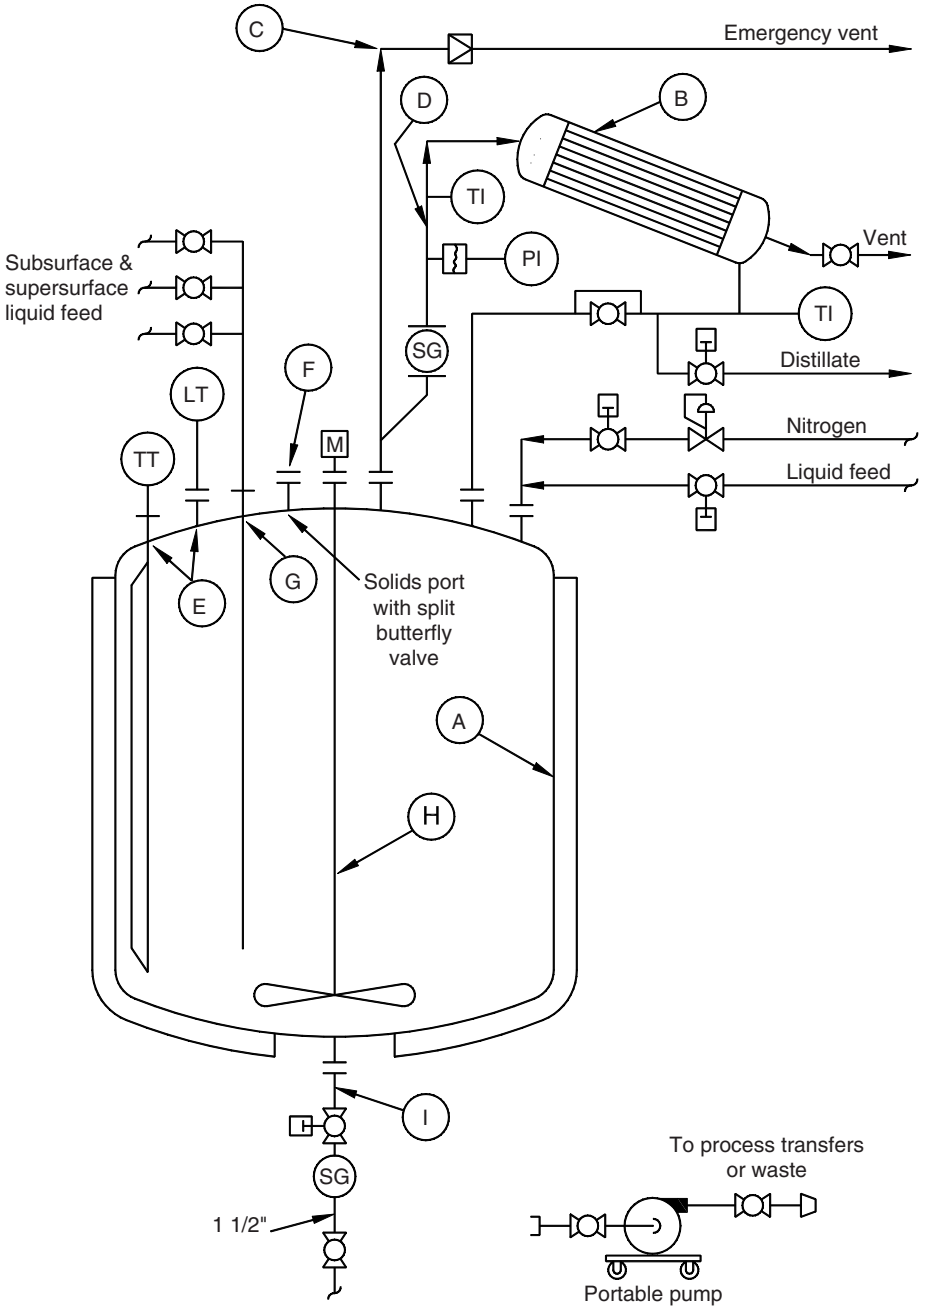 C
Emergency vent
D
B
TI
Vent
PI
Subsurface &
supersurface
liquid feed
TI
SG
Distillate
F
LT
M
Nitrogen
TT
Liquid feed
E
G
Solids port
with split
butterfly
valve
A
H
I
SG
1 1/2"
To process transfers
or waste
Portable pump